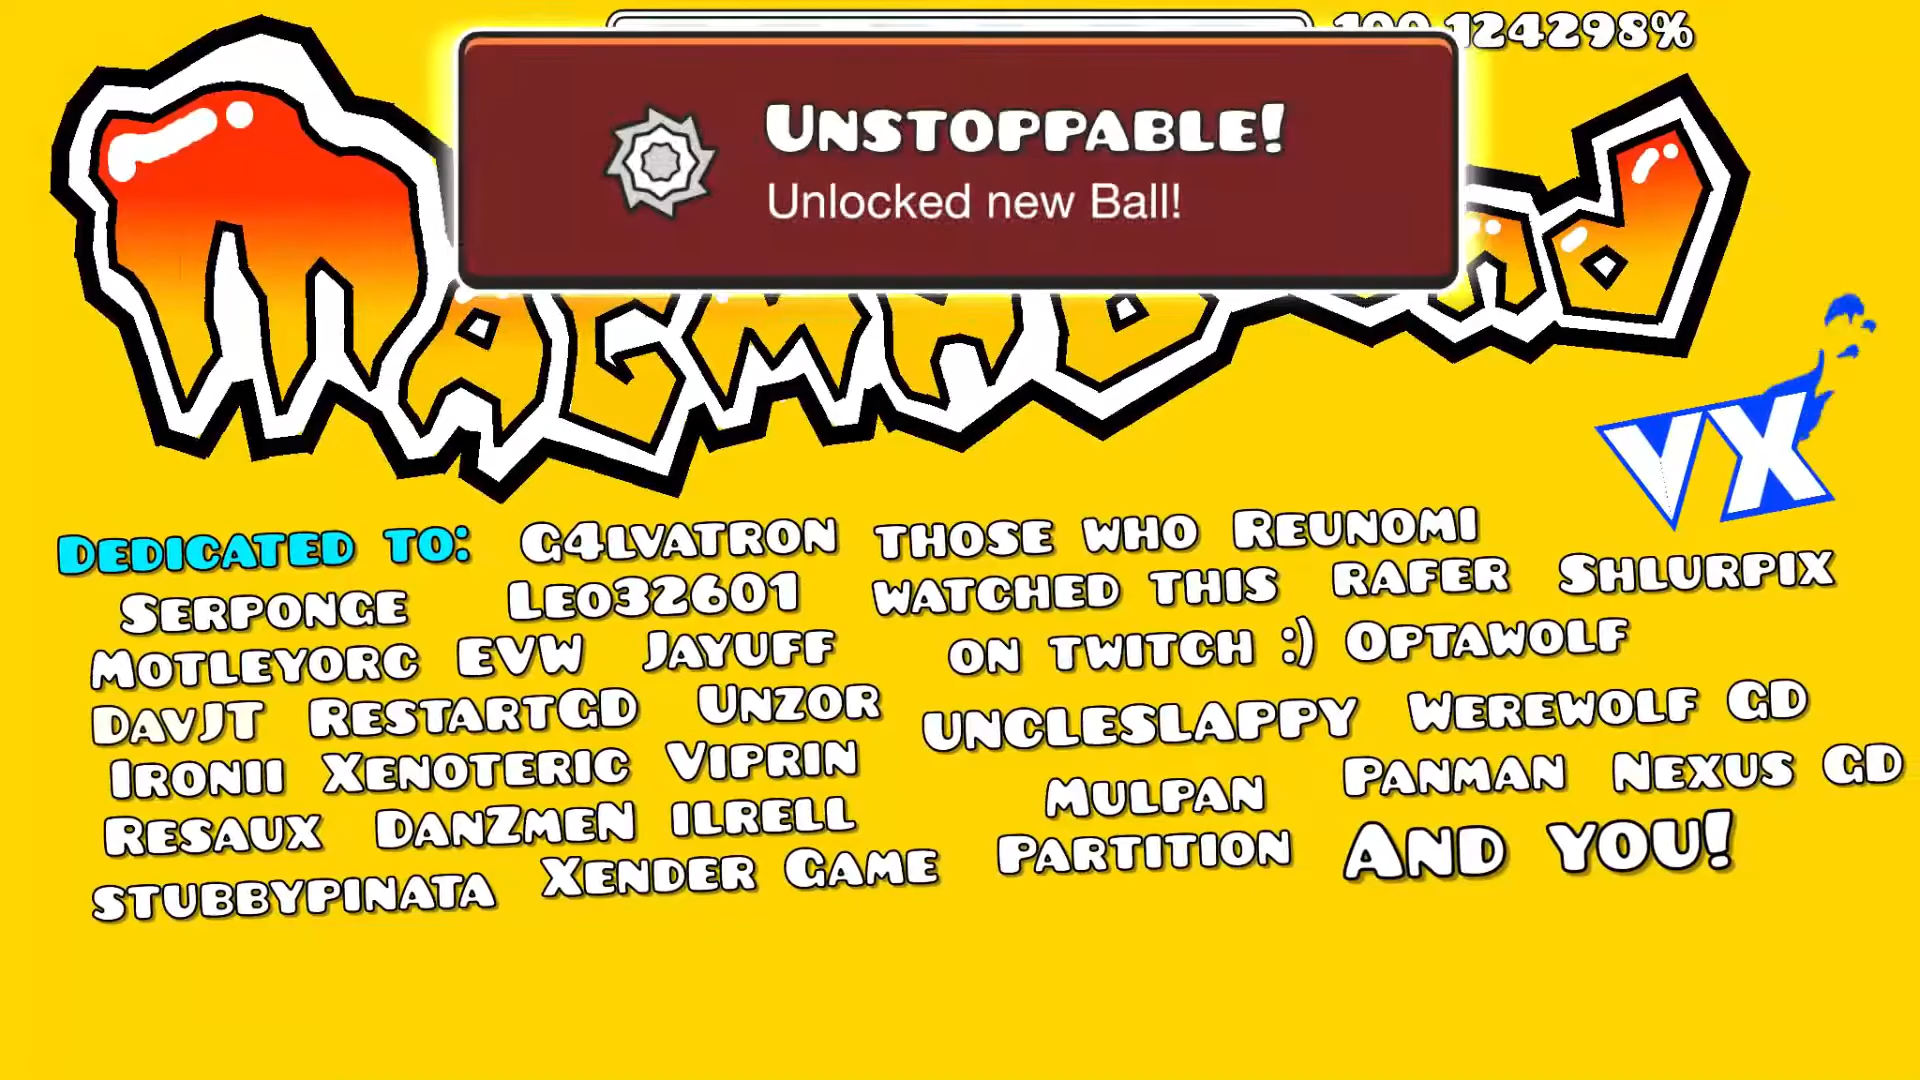 124298%
Unstoppable!
Unlocked new Ball!
VX
Dedicated to: G4lvatron those who Reunomi
Serponge Leo32601 watched this rafer Shlurpix
Motleyorc EVW Jayuff on twitch :) Optawolf
DavJT RestartGD Unzor uncleslappy Werewolf GD
Ironii Xenoteric Viprin Mulpan Panman Nexus GD
Resaux DanZmeN ilrell Partition And you!
stubbypinata Xender Game